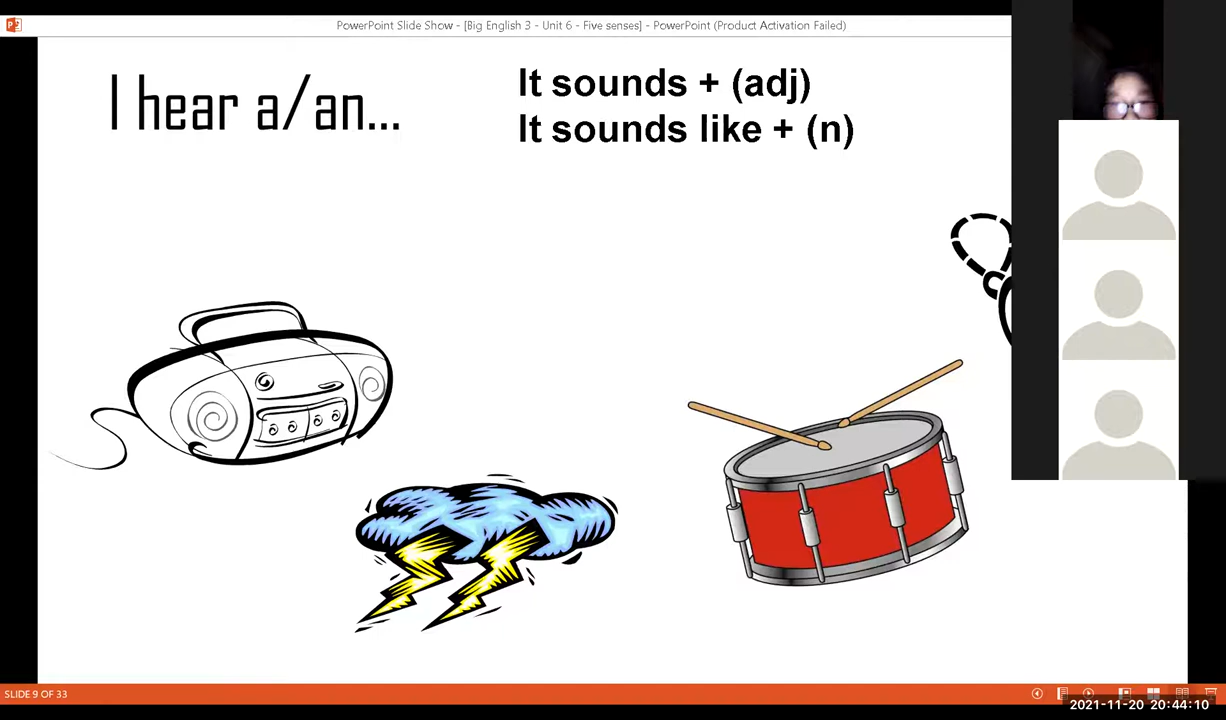 PowerPoint Slide Show - [Big English 3 - Unit 6 - Five senses] - PowerPoint (Product Activation Failed)
I hear a/an...
It sounds + (adj)
It sounds like + (n)
SLIDE 9 OF 33
2021-11-20 20:44:10